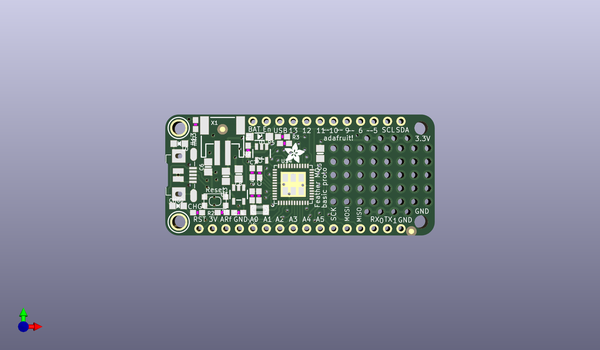 X1
BAT En USB 13 12 11 10 9 6 5 SCL SDA
R3
adafruit!
3.3V
Reset
Feather M0
basic proto
CHG
SCK
MOSI
MISO
GND
RST 3V ARf GND A0 A1 A2 A3 A4 A5
RX0 TX1 GND